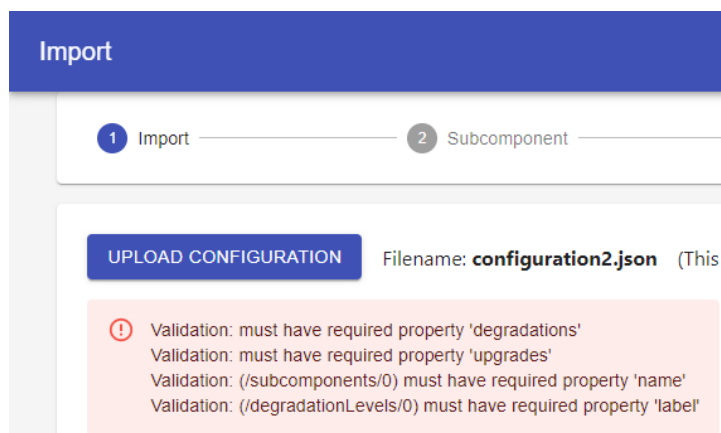 Import
1 Import 2 Subcomponent
UPLOAD CONFIGURATION Filename: configuration2.json (This
Validation: must have required property 'degradations'
Validation: must have required property 'upgrades'
Validation: (/subcomponents/0) must have required property 'name'
Validation: (/degradationLevels/0) must have required property 'label'